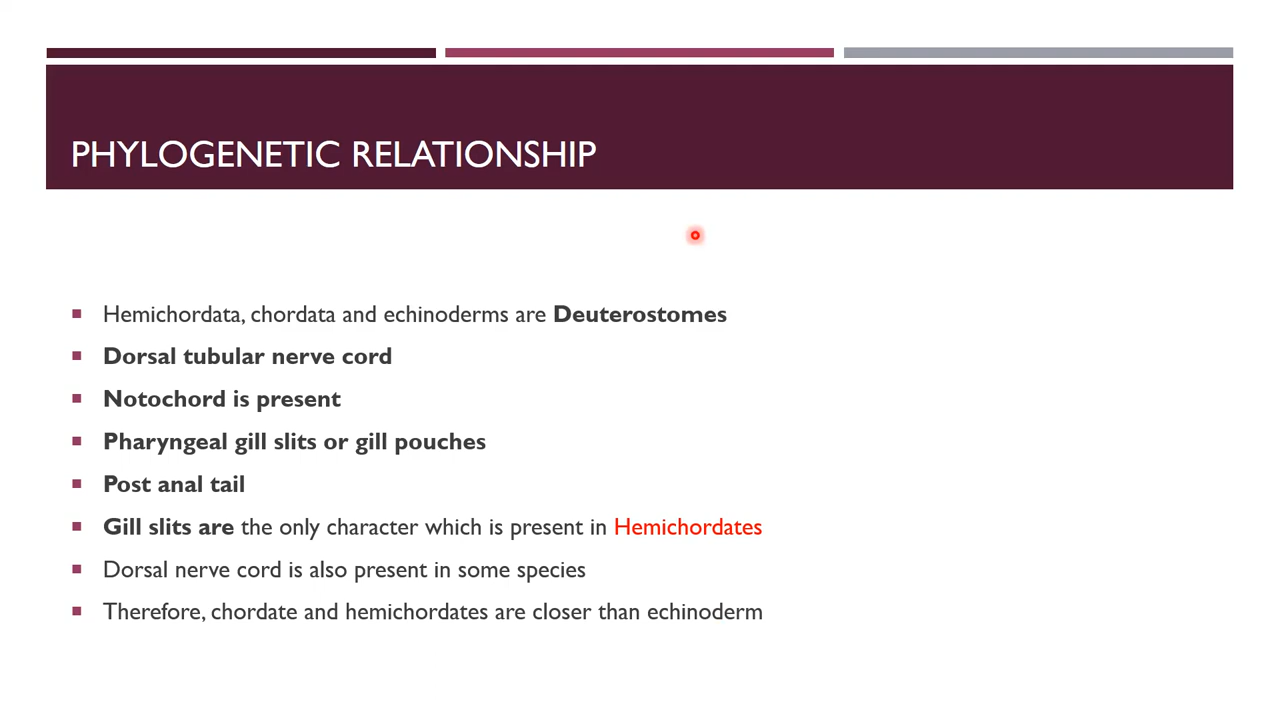 PHYLOGENETIC RELATIONSHIP
Hemichordata, chordata and echinoderms are Deuterostomes
Dorsal tubular nerve cord
Notochord is present
Pharyngeal gill slits or gill pouches
Post anal tail
Gill slits are the only character which is present in Hemichordates
Dorsal nerve cord is also present in some species
Therefore, chordate and hemichordates are closer than echinoderm